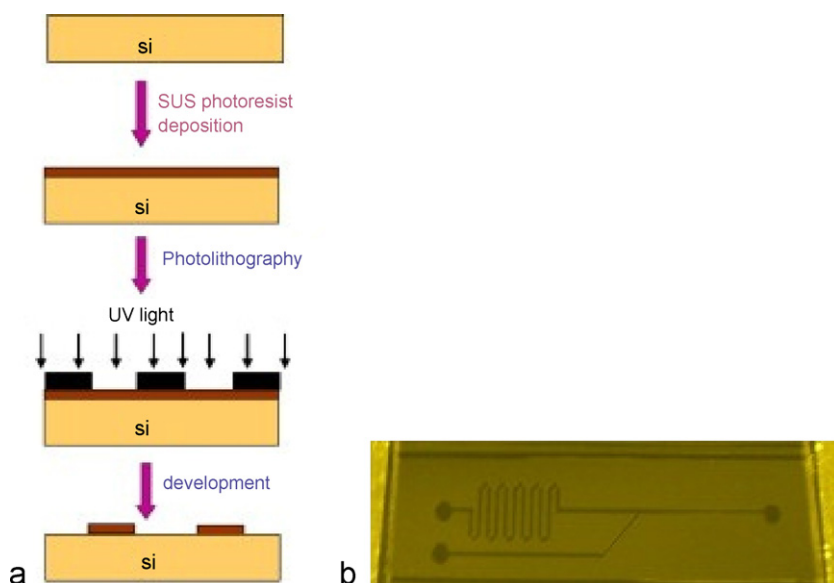 si
SUS photoresist
deposition
si
Photolithography
UV light
si
development
si
a
b